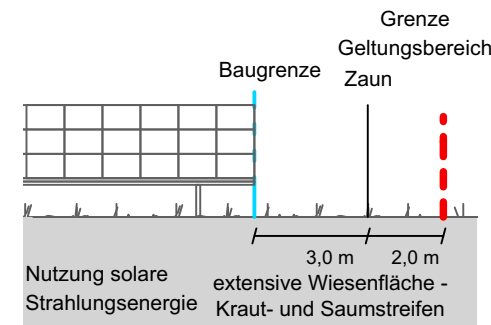 Grenze
Geltungsbereich
Baugrenze
Zaun
3,0 m
2,0 m
Nutzung solare
Strahlungsenergie
extensive Wiesenfläche -
Kraut- und Saumstreifen